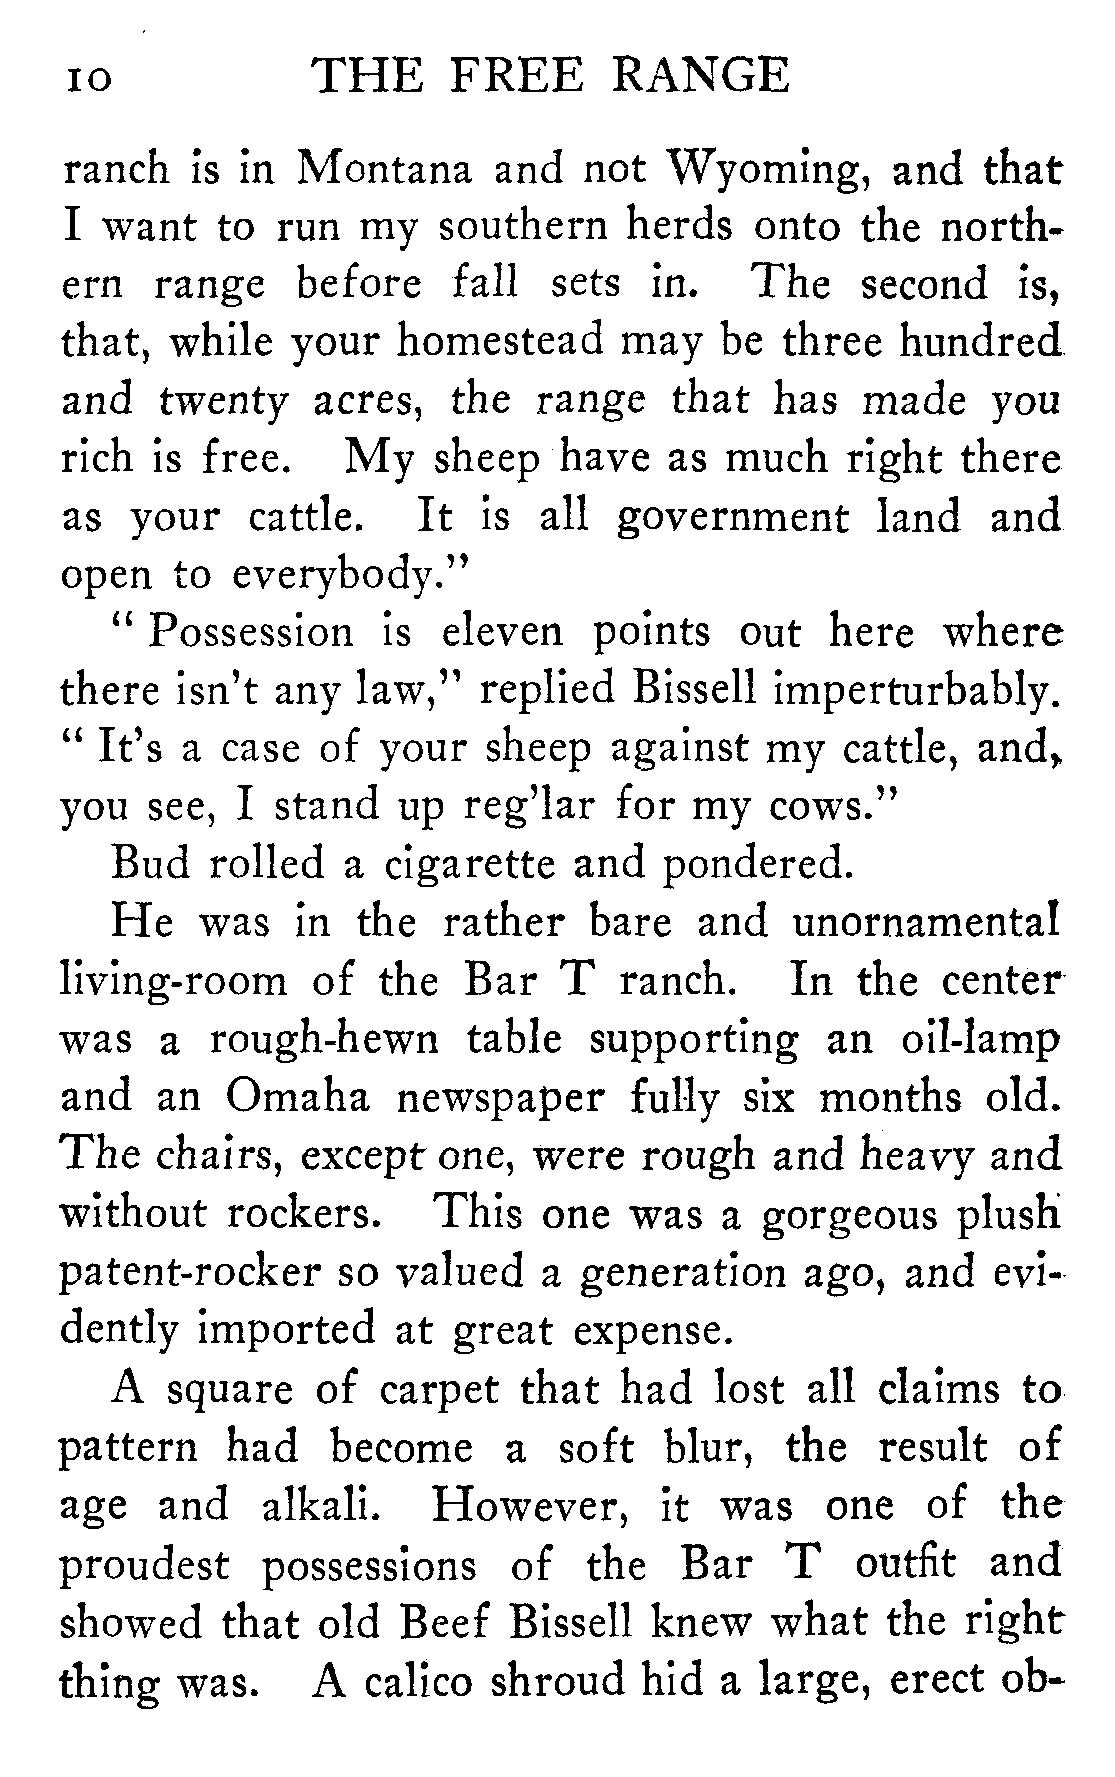 10 THE FREE RANGE
ranch is in Montana and not Wyoming, and that
I want to run my southern herds onto the north-
ern range before fall sets in. The second is,
that, while your homestead may be three hundred
and twenty acres, the range that has made you
rich is free. My sheep have as much right there
as your cattle. It is all government land and
open to everybody."
" Possession is eleven points out here where
there isn't any law," replied Bissell imperturbably.
" It's a case of your sheep against my cattle, and,
you see, I stand up reg'lar for my cows."
Bud rolled a cigarette and pondered.
He was in the rather bare and unornamental
living-room of the Bar T ranch. In the center
was a rough-hewn table supporting an oil-lamp
and an Omaha newspaper fully six months old.
The chairs, except one, were rough and heavy and
without rockers. This one was a gorgeous plush
patent-rocker so valued a generation ago, and evi-
dently imported at great expense.
A square of carpet that had lost all claims to
pattern had become a soft blur, the result of
age and alkali. However, it was one of the
proudest possessions of the Bar T outfit and
showed that old Beef Bissell knew what the right
thing was. A calico shroud hid a large, erect ob-